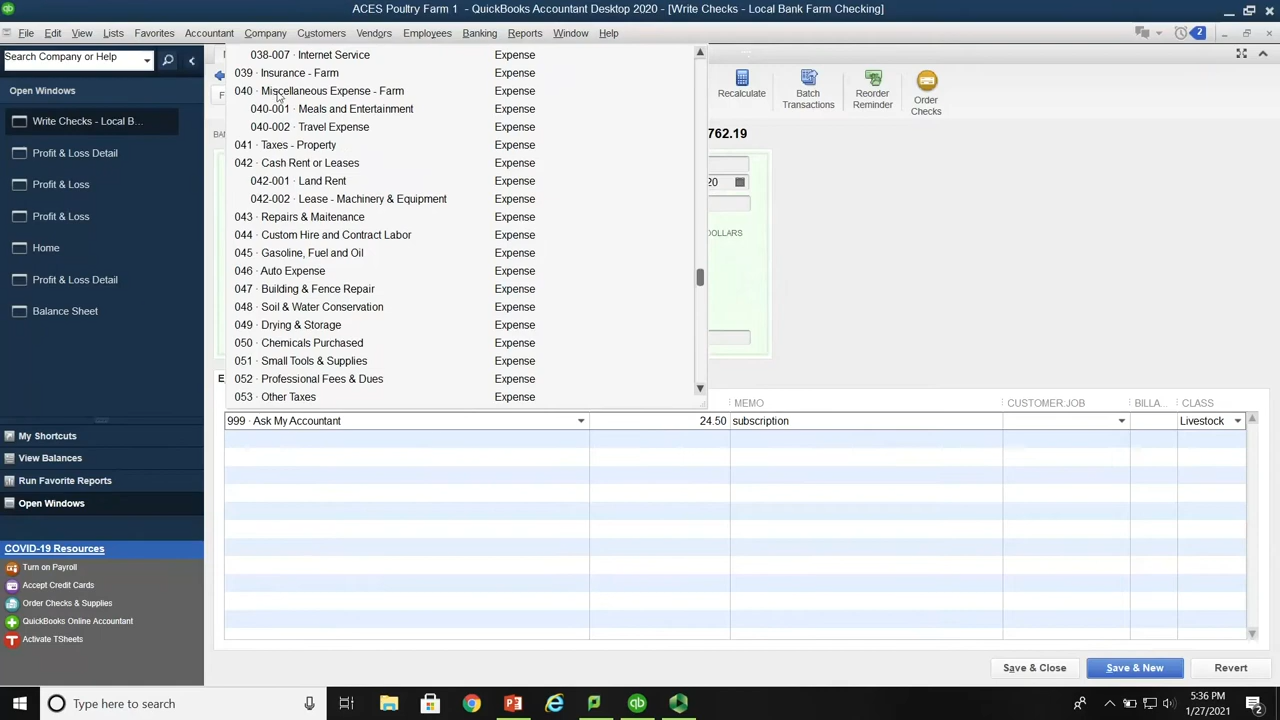 ACES Poultry Farm 1 - QuickBooks Accountant Desktop 2020 - [Write Checks - Local Bank Farm Checking]
File Edit View Lists Favorites Accountant Company Customers Vendors Employees Banking Reports Window Help 2
Search Company or Help
Open Windows
Write Checks - Local B...
Profit & Loss Detail
Profit & Loss
Profit & Loss
Home
Profit & Loss Detail
Balance Sheet
My Shortcuts
View Balances
Run Favorite Reports
Open Windows
COVID-19 Resources
Turn on Payroll
Accept Credit Cards
Order Checks & Supplies
QuickBooks Online Accountant
Activate TSheets
038-007 · Internet Service Expense
039 · Insurance - Farm Expense
040 · Miscellaneous Expense - Farm Expense
040-001 · Meals and Entertainment Expense
040-002 · Travel Expense Expense
041 · Taxes - Property Expense
042 · Cash Rent or Leases Expense
042-001 · Land Rent Expense
042-002 · Lease - Machinery & Equipment Expense
043 · Repairs & Maitenance Expense
044 · Custom Hire and Contract Labor Expense
045 · Gasoline, Fuel and Oil Expense
046 · Auto Expense Expense
047 · Building & Fence Repair Expense
048 · Soil & Water Conservation Expense
049 · Drying & Storage Expense
050 · Chemicals Purchased Expense
051 · Small Tools & Supplies Expense
052 · Professional Fees & Dues Expense
053 · Other Taxes Expense
Recalculate
Batch Transactions
Reorder Reminder
Order Checks
762.19
20
DOLLARS
MEMO CUSTOMER:JOB BILLA... CLASS
999 · Ask My Accountant 24.50 subscription Livestock
Save & Close Save & New Revert
Type here to search
5:36 PM
1/27/2021
2